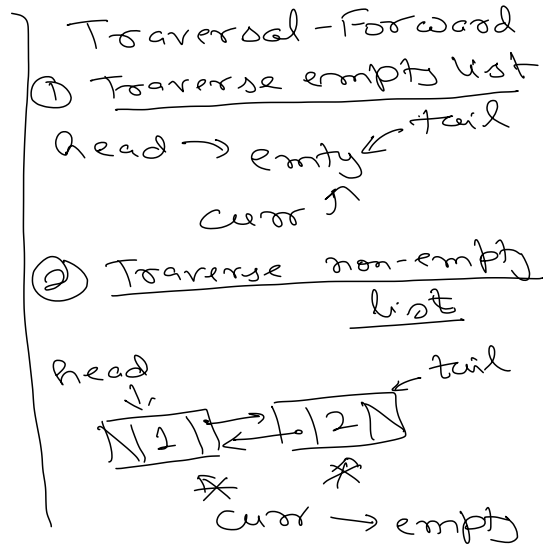 Traversal-Forward
① Traverse empty list
head → emty ← tail
curr ↑
② Traverse non-empty
list
head
tail
N 1 | | 2 N
curr → empty